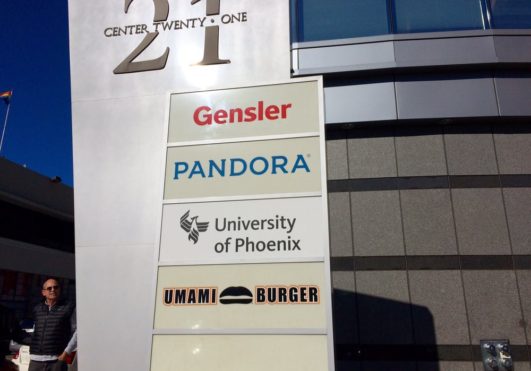 21
CENTER TWENTY · ONE
Gensler
PANDORA®
University
of Phoenix
UMAMI BURGER